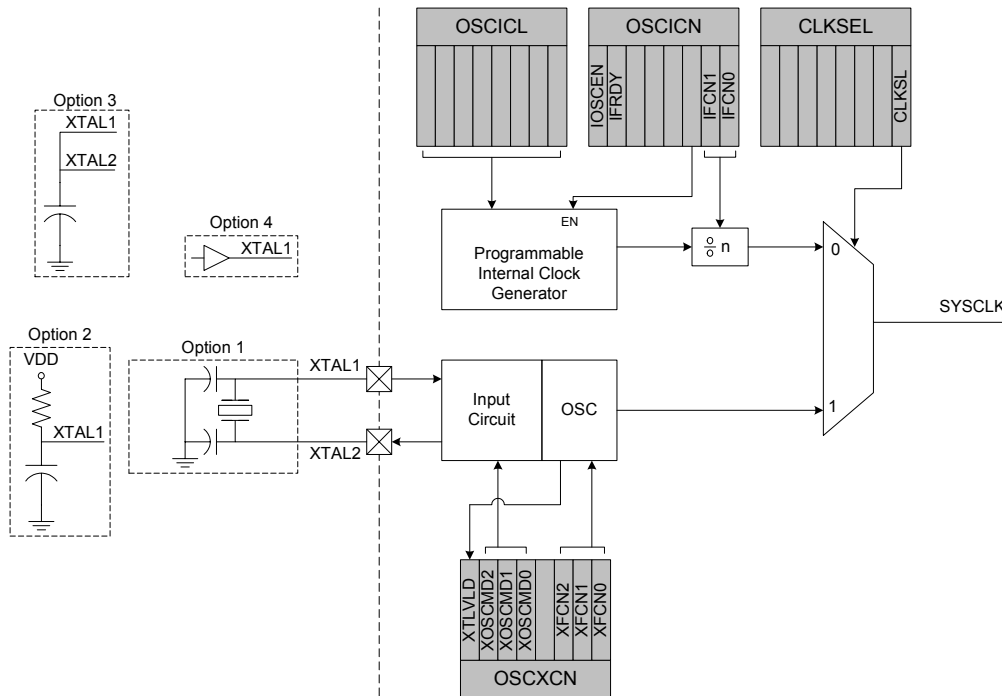 OSCICL
OSCICN
CLKSEL
IOSCEN
IFRDY
IFCN1
IFCN0
CLKSL
Option 3
XTAL1
XTAL2
Option 4
XTAL1
EN
Programmable
Internal Clock
Generator
n
0
SYSCLK
Option 2
VDD
XTAL1
Option 1
XTAL1
XTAL2
Input
Circuit
OSC
1
XTLVLD
XOSCMD2
XOSCMD1
XOSCMD0
XFCN2
XFCN1
XFCN0
OSCXCN